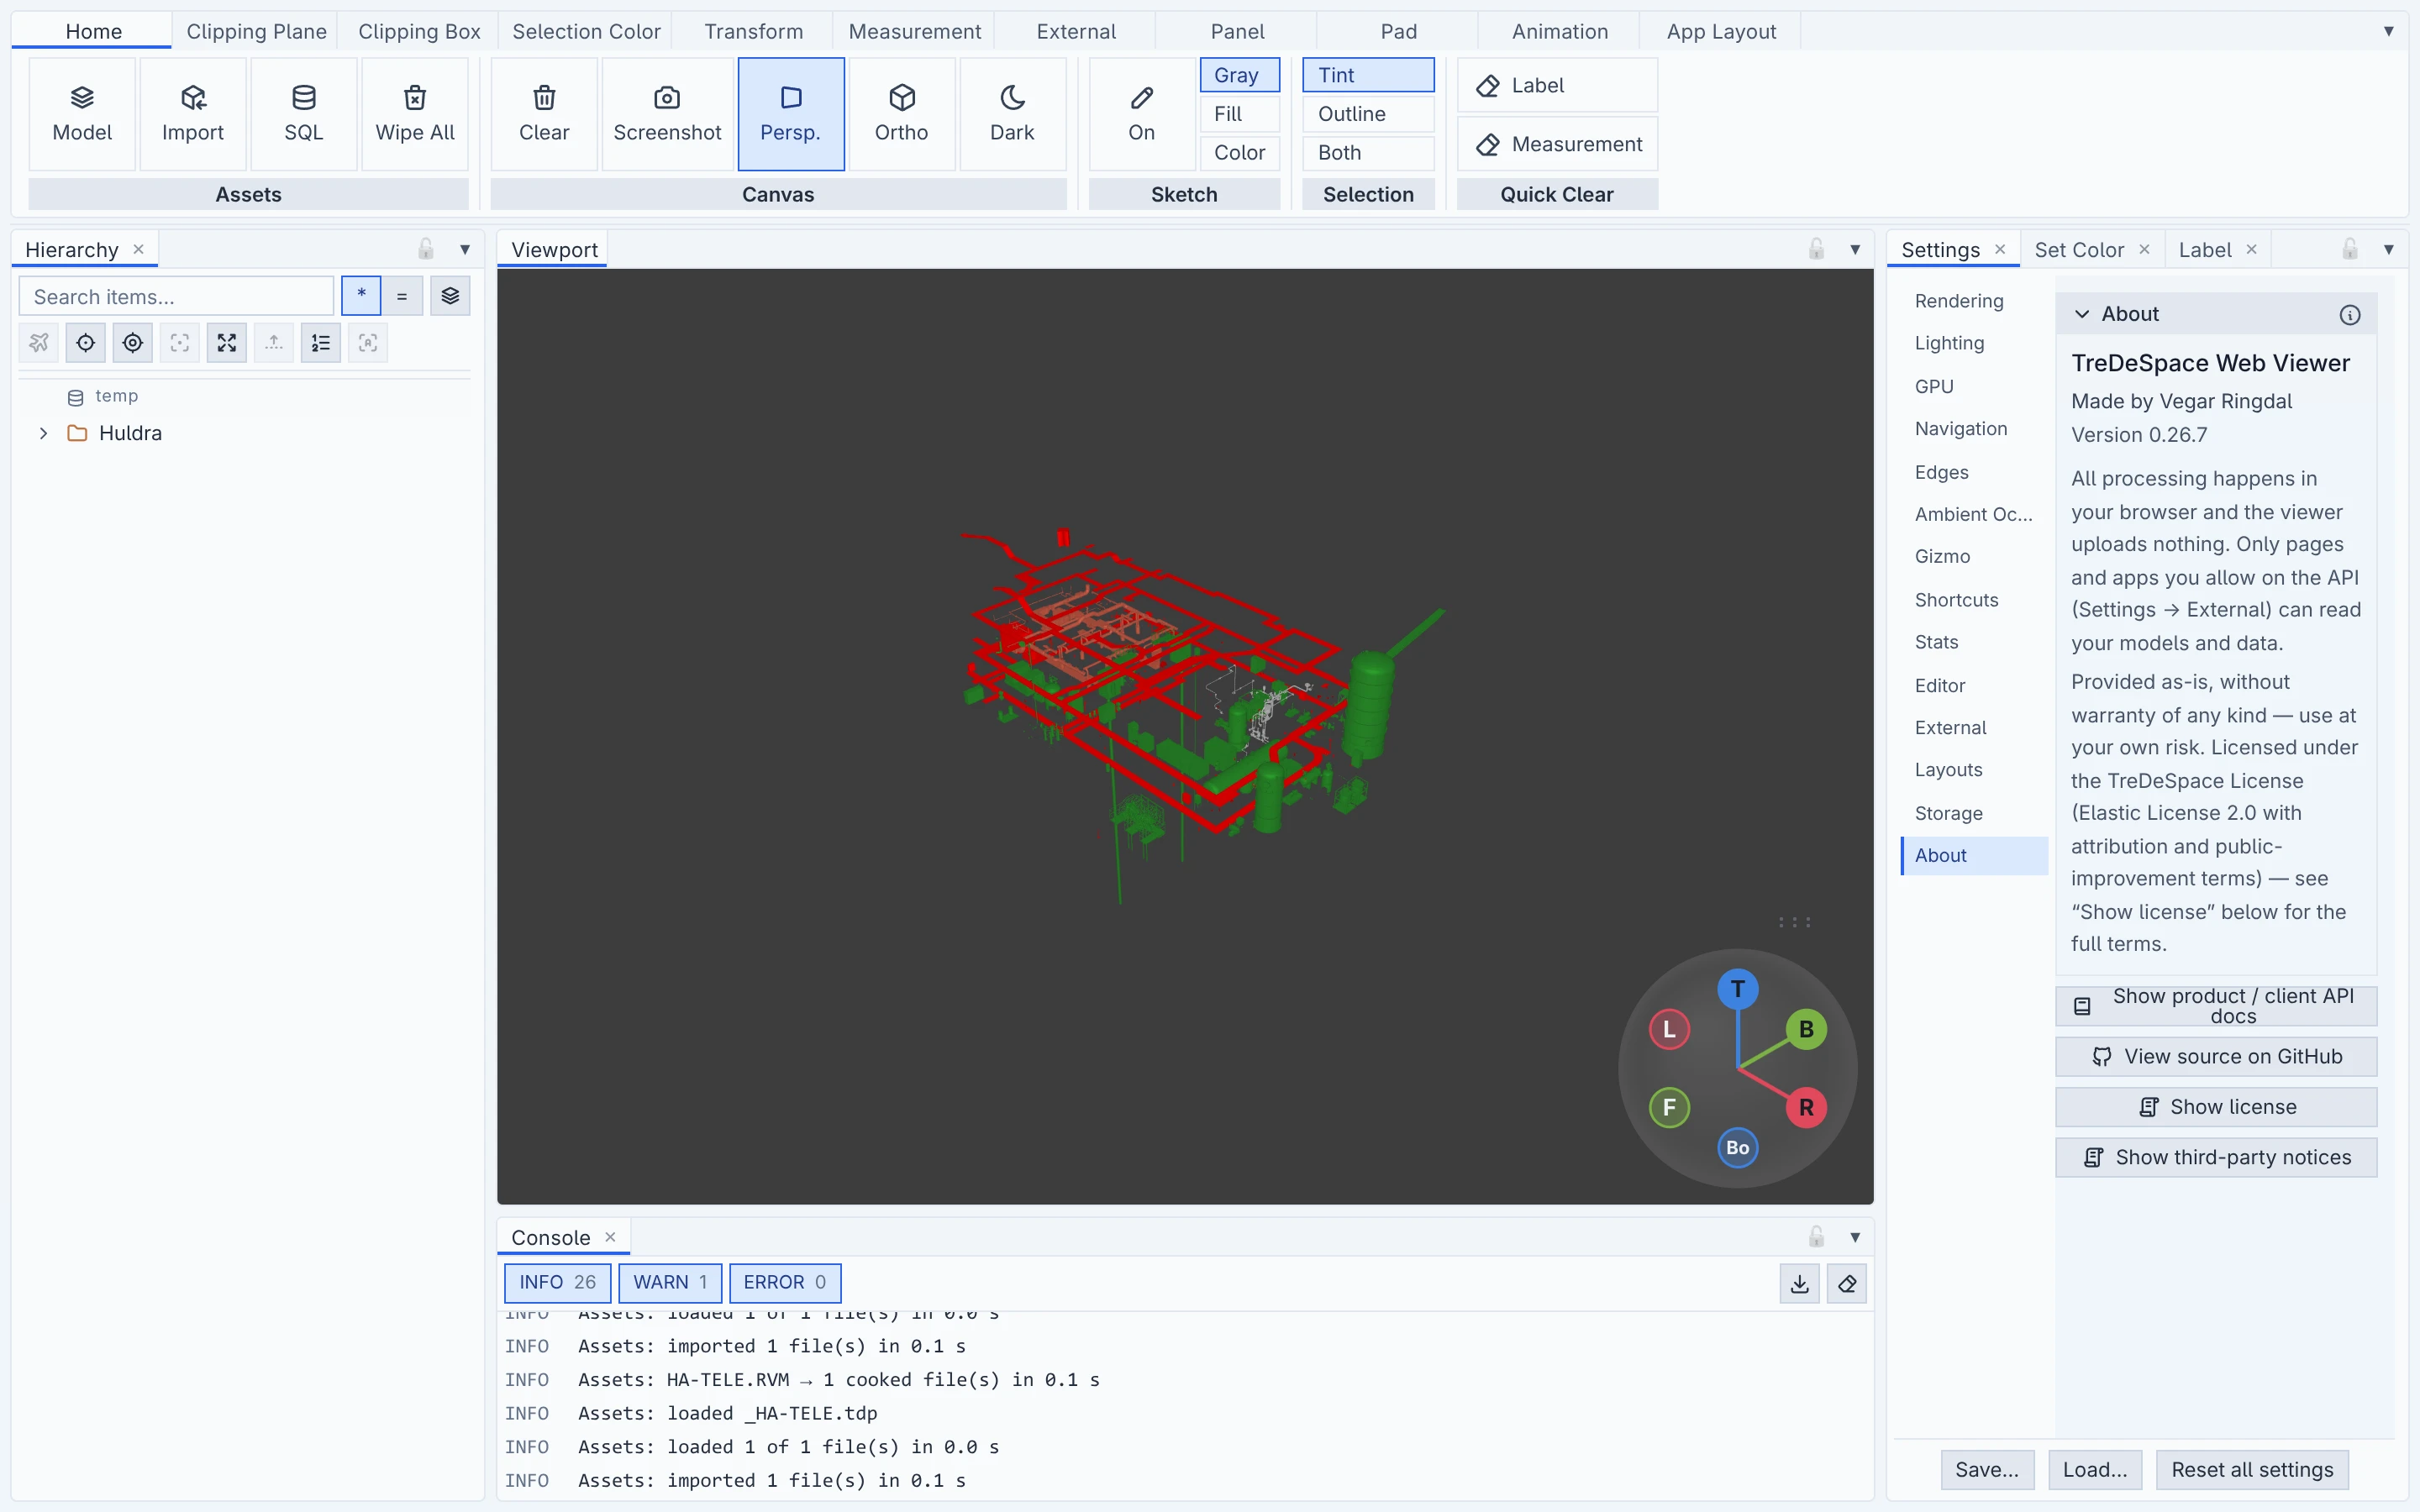 Home
Clipping Plane
Clipping Box
Selection Color
Transform
Measurement
External
Panel
Pad
Animation
App Layout
Model
Import
SQL
Wipe All
Assets
Clear
Screenshot
Persp.
Ortho
Dark
Canvas
On
Gray
Fill
Color
Sketch
Tint
Outline
Both
Selection
Label
Measurement
Quick Clear
Hierarchy
Search items...
* =
temp
Huldra
Viewport
T
L
B
F
R
Bo
Console
INFO 26
WARN 1
ERROR 0
INFO Assets: loaded 1 of 1 file(s) in 0.0 s
INFO Assets: imported 1 file(s) in 0.1 s
INFO Assets: HA-TELE.RVM → 1 cooked file(s) in 0.1 s
INFO Assets: loaded _HA-TELE.tdp
INFO Assets: loaded 1 of 1 file(s) in 0.0 s
INFO Assets: imported 1 file(s) in 0.1 s
Settings
Set Color
Label
Rendering
Lighting
GPU
Navigation
Edges
Ambient Oc...
Gizmo
Shortcuts
Stats
Editor
External
Layouts
Storage
About
About
TreDeSpace Web Viewer
Made by Vegar Ringdal
Version 0.26.7
All processing happens in
your browser and the viewer
uploads nothing. Only pages
and apps you allow on the API
(Settings → External) can read
your models and data.
Provided as-is, without
warranty of any kind — use at
your own risk. Licensed under
the TreDeSpace License
(Elastic License 2.0 with
attribution and public-
improvement terms) — see
“Show license” below for the
full terms.
Show product / client API
docs
View source on GitHub
Show license
Show third-party notices
Save...
Load...
Reset all settings